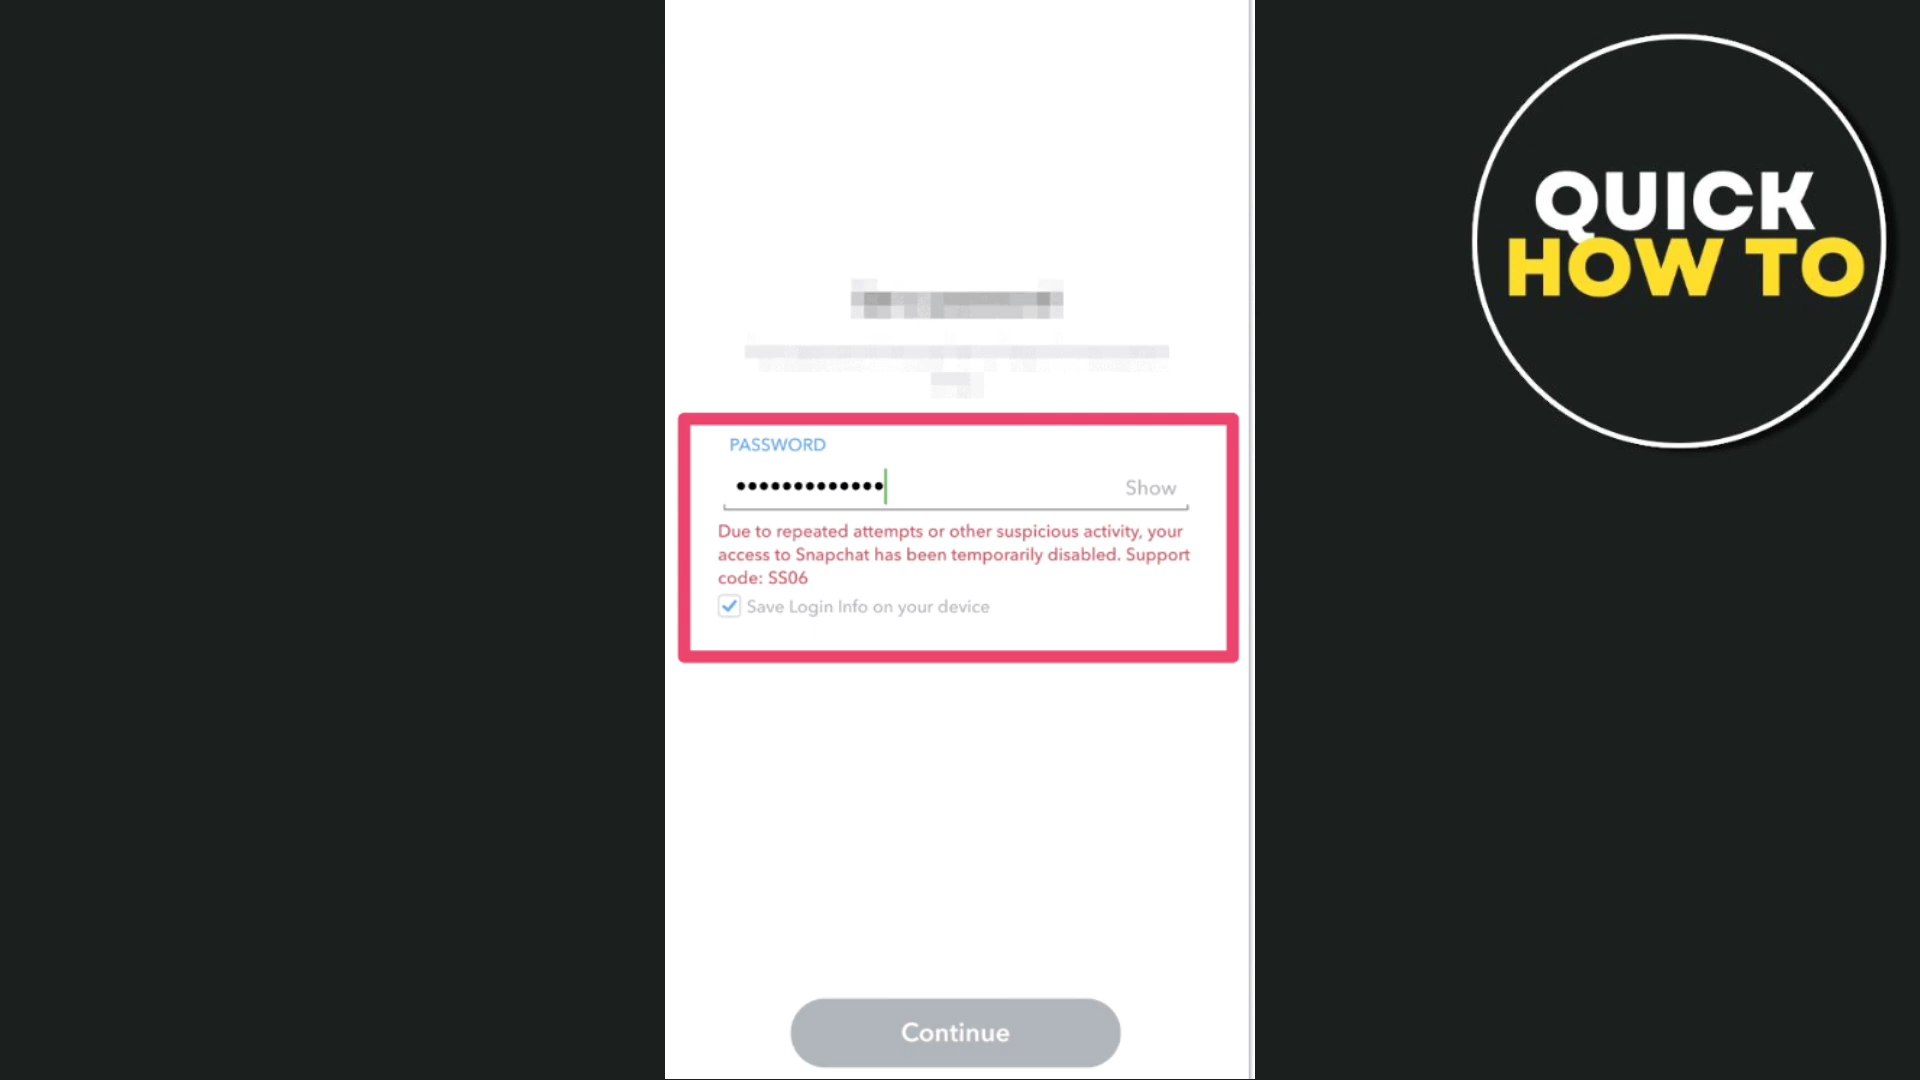 QUICK
HOW TO
PASSWORD
Show
Due to repeated attempts or other suspicious activity, your
access to Snapchat has been temporarily disabled. Support
code: SS06
Save Login Info on your device
Continue